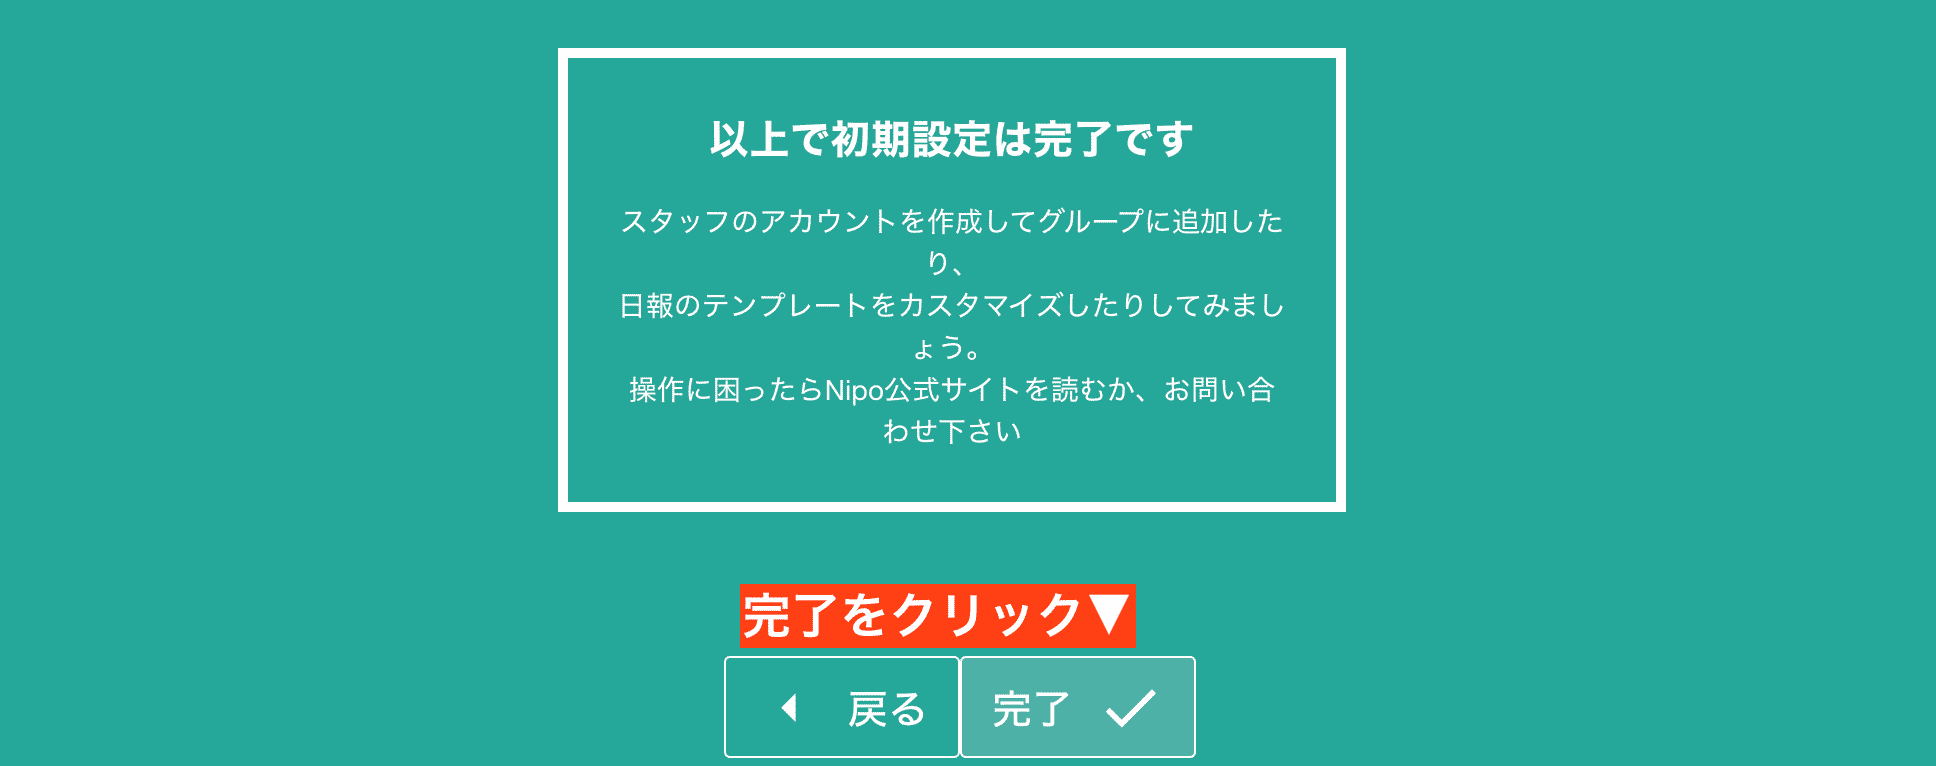 以上で初期設定は完了です
スタッフのアカウントを作成してグループに追加した
り、
日報のテンプレートをカスタマイズしたりしてみまし
ょう。
操作に困ったらNipo公式サイトを読むか、お問い合
わせ下さい
完了をクリック▼
戻る
完了